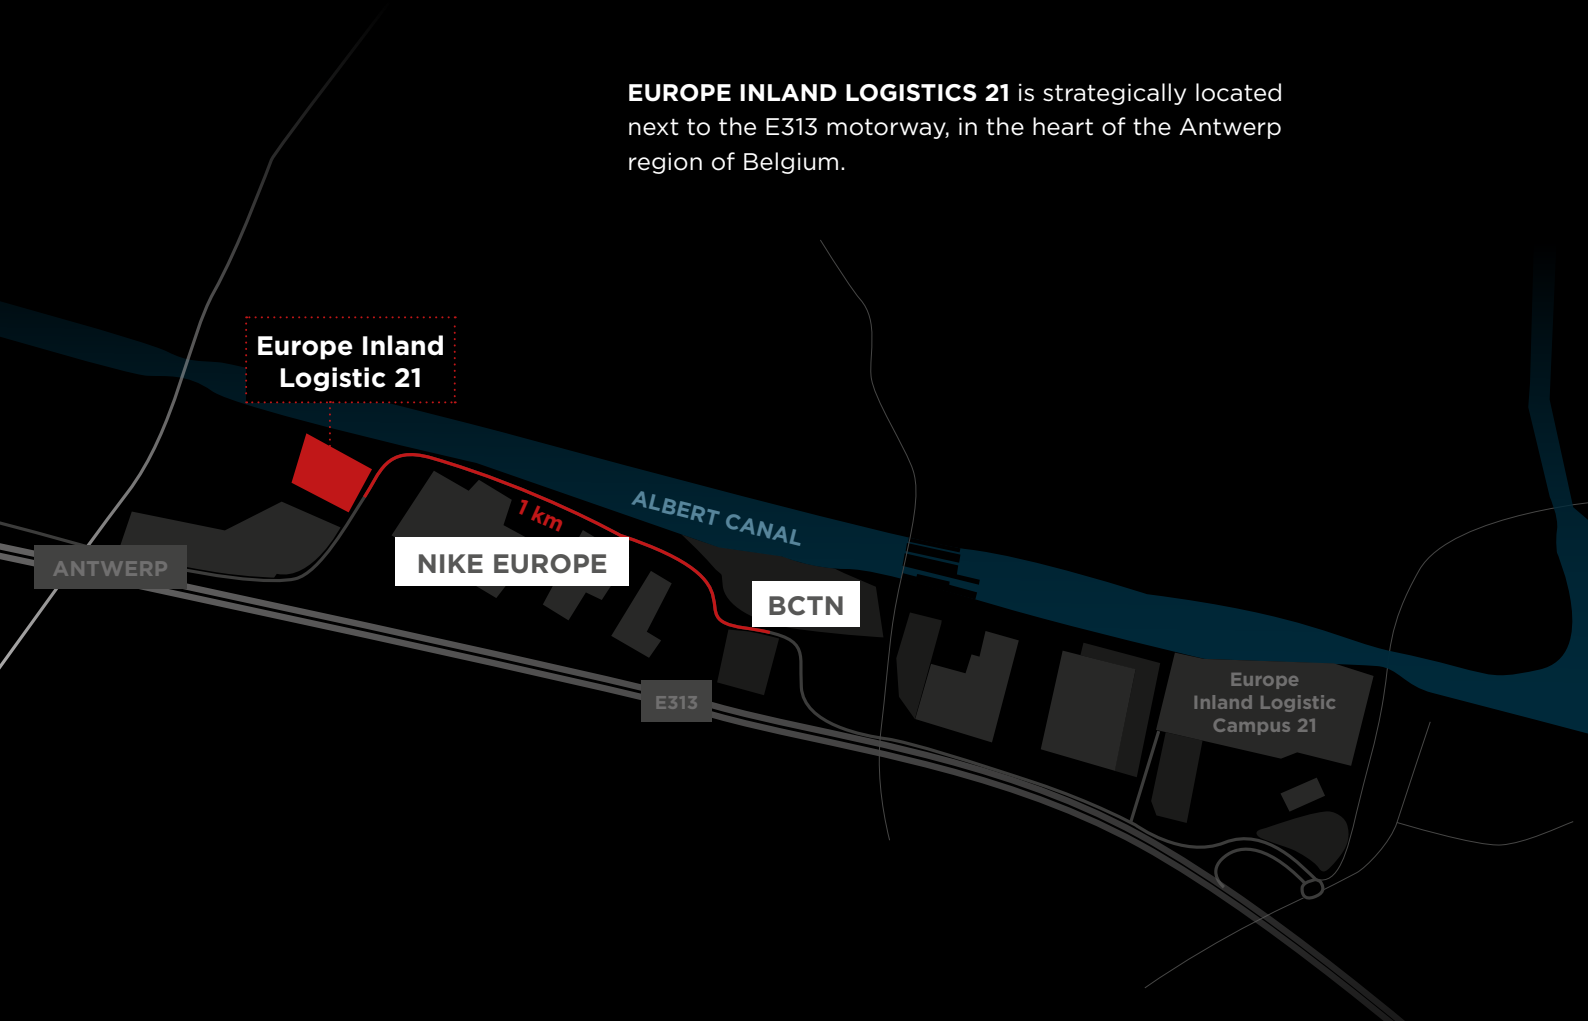 EUROPE INLAND LOGISTICS 21 is strategically located
next to the E313 motorway, in the heart of the Antwerp
region of Belgium.
Europe Inland
Logistic 21
1 km
ALBERT CANAL
NIKE EUROPE
ANTWERP
BCTN
E313
Europe
Inland Logistic
Campus 21